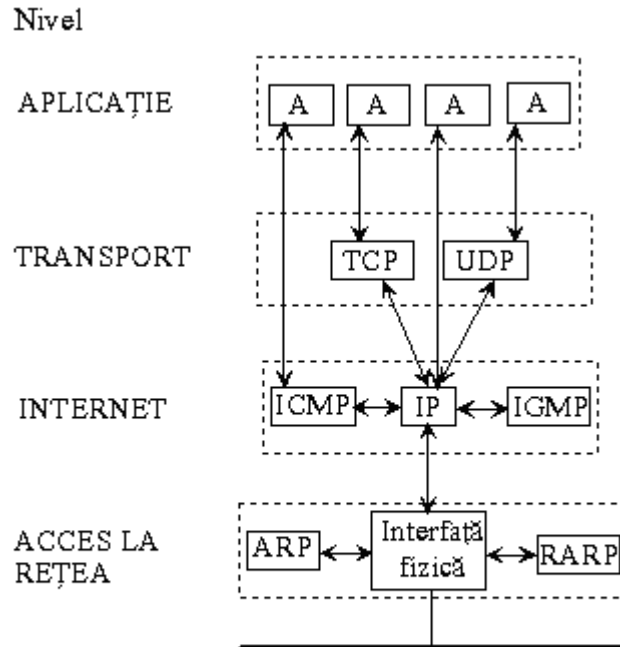 Nivel
APLICAȚIE
A A A A
TRANSPORT
TCP UDP
INTERNET
ICMP IP IGMP
ACCES LA
REȚEA
ARP
Interfață
fizică
RARP